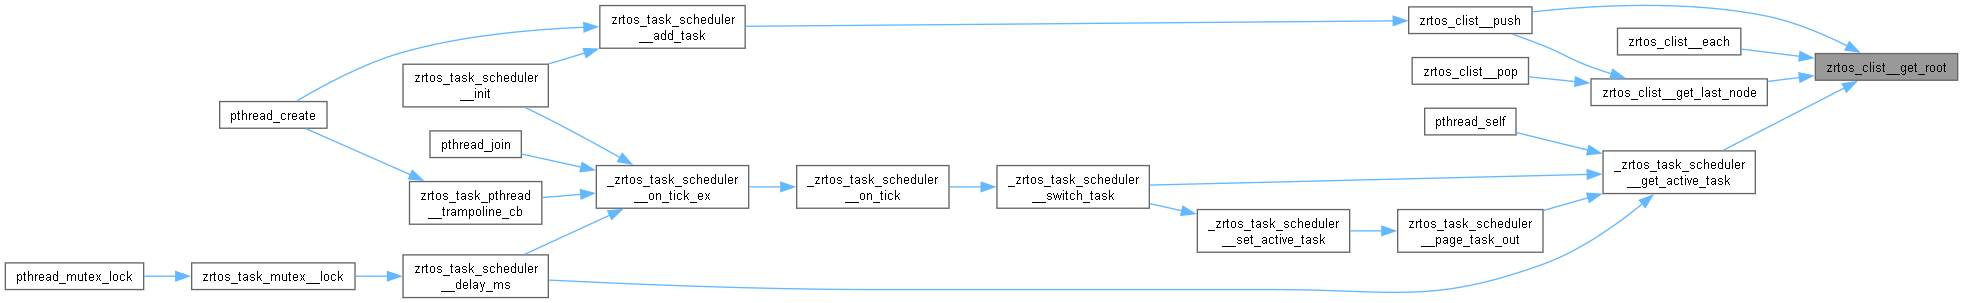 zrtos_task_scheduler
__add_task
zrtos_clist__push
zrtos_clist__each
zrtos_clist__get_root
zrtos_task_scheduler
__init
zrtos_clist__pop
zrtos_clist__get_last_node
pthread_create
pthread_self
pthread_join
_zrtos_task_scheduler
__get_active_task
_zrtos_task_scheduler
__on_tick_ex
_zrtos_task_scheduler
__on_tick
_zrtos_task_scheduler
__switch_task
zrtos_task_pthread
__trampoline_cb
_zrtos_task_scheduler
__set_active_task
zrtos_task_scheduler
__page_task_out
pthread_mutex_lock
zrtos_task_mutex__lock
zrtos_task_scheduler
__delay_ms